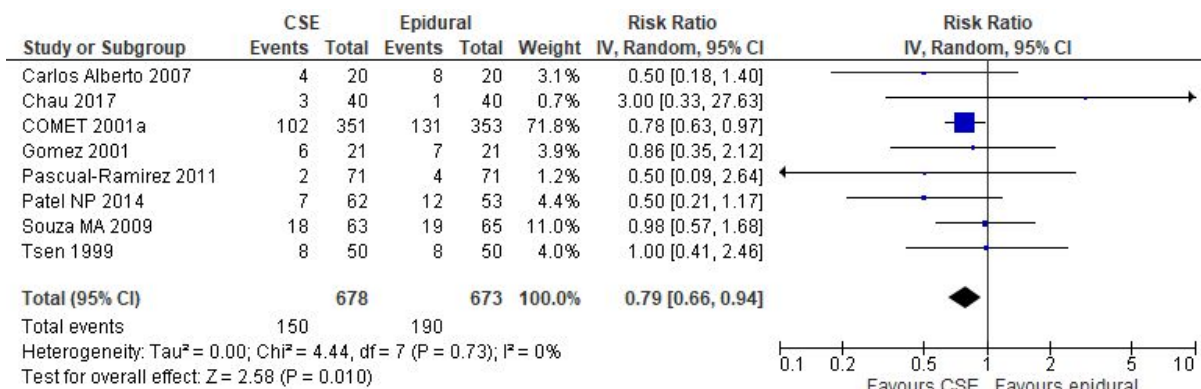 CSE Epidural Risk Ratio Risk Ratio
Study or Subgroup Events Total Events Total Weight IV, Random, 95% CI IV, Random, 95% CI
Carlos Alberto 2007 4 20 8 20 3.1% 0.50 [0.18, 1.40]
Chau 2017 3 40 1 40 0.7% 3.00 [0.33, 27.63]
COMET 2001a 102 351 131 353 71.8% 0.78 [0.63, 0.97]
Gomez 2001 6 21 7 21 3.9% 0.86 [0.35, 2.12]
Pascual-Ramirez 2011 2 71 4 71 1.2% 0.50 [0.09, 2.64]
Patel NP 2014 7 62 12 53 4.4% 0.50 [0.21, 1.17]
Souza MA 2009 18 63 19 65 11.0% 0.98 [0.57, 1.68]
Tsen 1999 8 50 8 50 4.0% 1.00 [0.41, 2.46]
Total (95% CI) 678 673 100.0% 0.79 [0.66, 0.94]
Total events 150 190
Heterogeneity: Tau² = 0.00; Chi² = 4.44, df = 7 (P = 0.73); I² = 0%
Test for overall effect: Z = 2.58 (P = 0.010)
0.1 0.2 0.5 1 2 5 10
Favours CSE Favours epidural